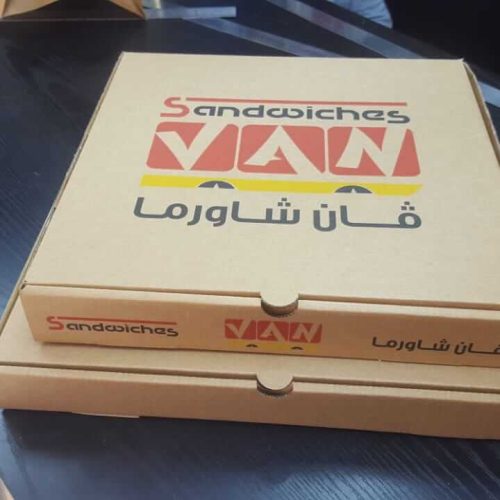 Sandwiches
VAN
ڤان شاورما
Sandwiches VAN ڤان شاورما